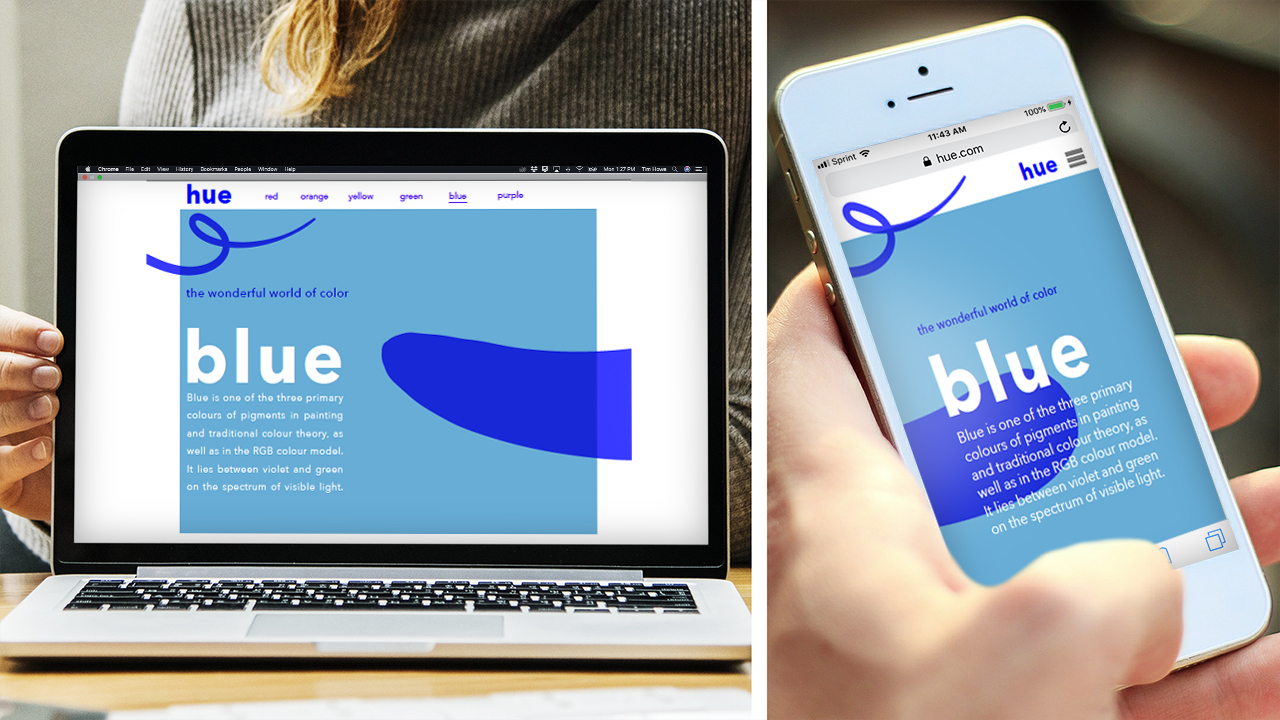 Chrome File Edit View History Bookmarks People Window Help
Mon 1:27 PM Tim Howe
hue red orange yellow green blue purple
the wonderful world of color
blue
Blue is one of the three primary
colours of pigments in painting
and traditional colour theory, as
well as in the RGB colour model.
It lies between violet and green
on the spectrum of visible light.
Sprint 11:43 AM 100%
hue.com
hue
the wonderful world of color
blue
Blue is one of the three primary
colours of pigments in painting
and traditional colour theory, as
well as in the RGB colour model.
It lies between violet and green
on the spectrum of visible light.